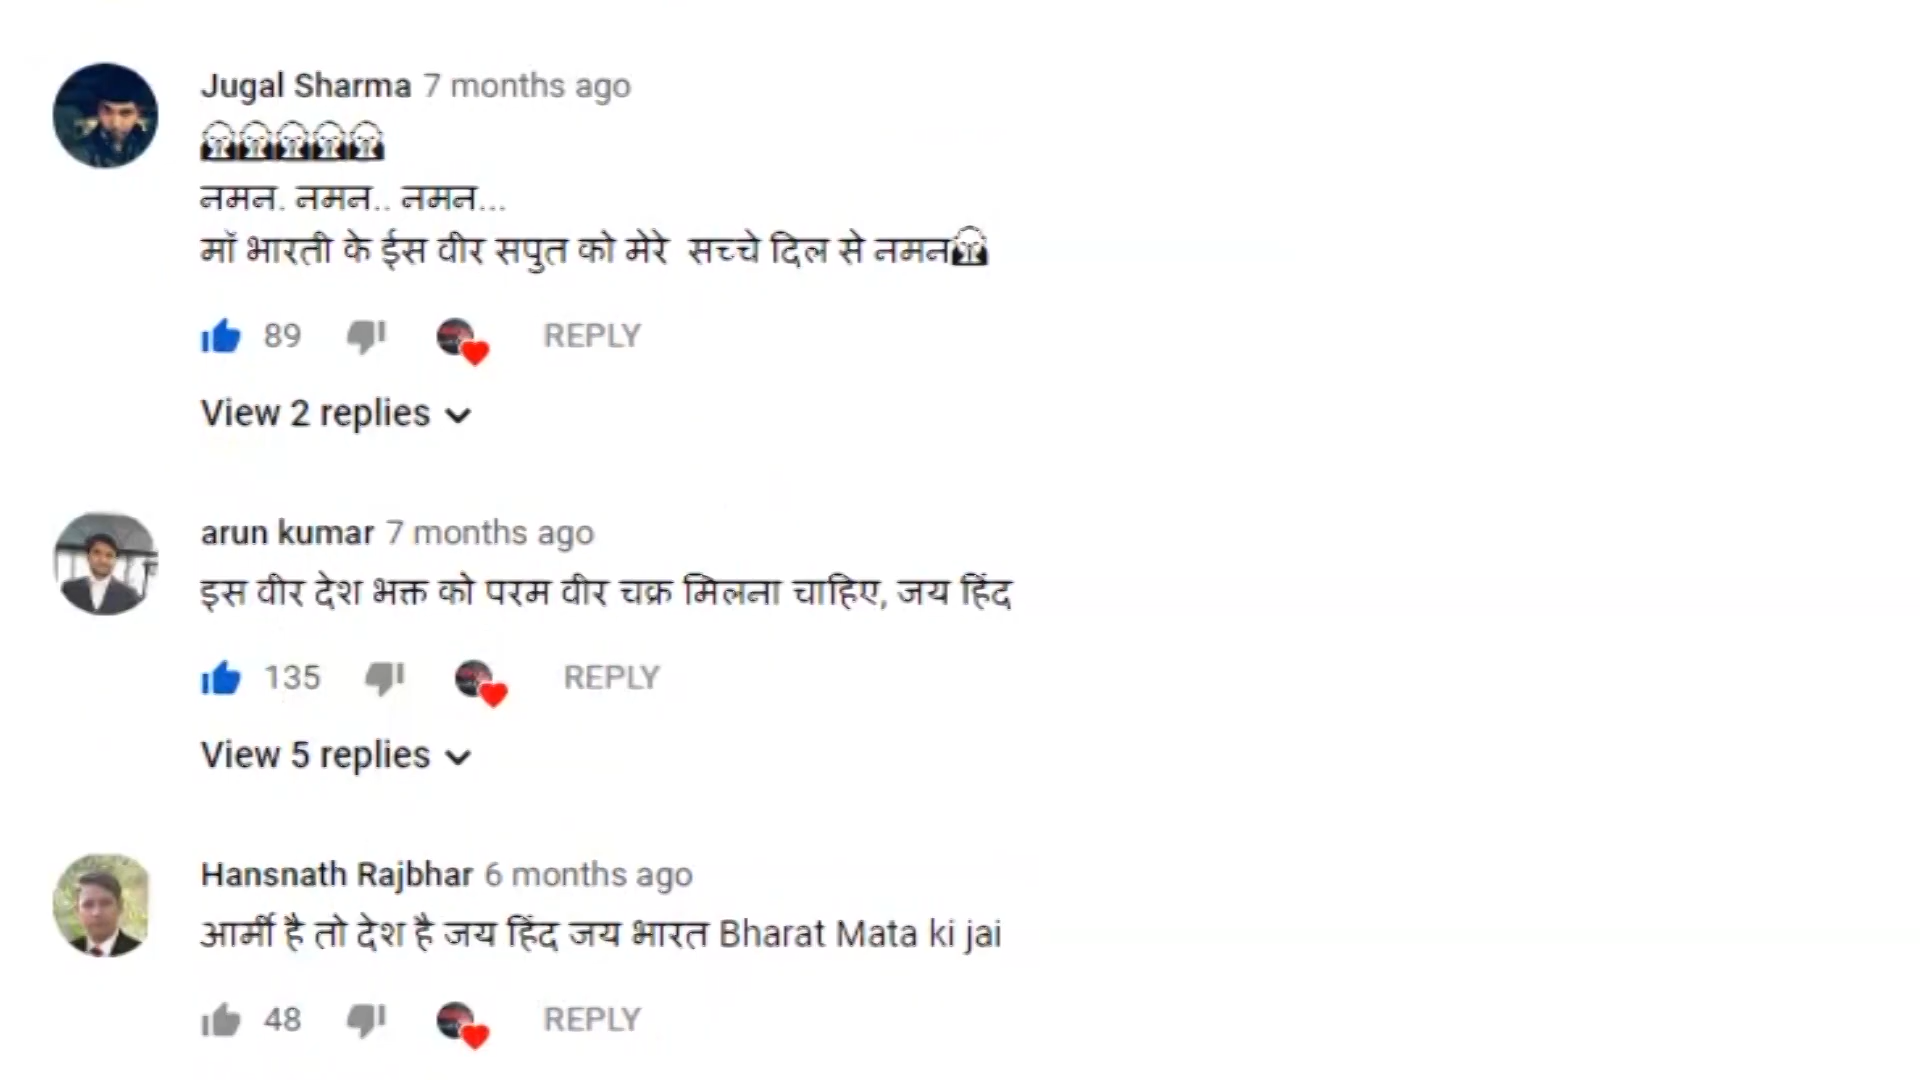 Jugal Sharma 7 months ago
नमन. नमन.. नमन...
माॅ भारती के ईस वीर सपुत को मेरे सच्चे दिल से नमन
89 REPLY
View 2 replies
arun kumar 7 months ago
इस वीर देश भक्त को परम वीर चक्र मिलना चाहिए, जय हिंद
135 REPLY
View 5 replies
Hansnath Rajbhar 6 months ago
आर्मी है तो देश है जय हिंद जय भारत Bharat Mata ki jai
48 REPLY